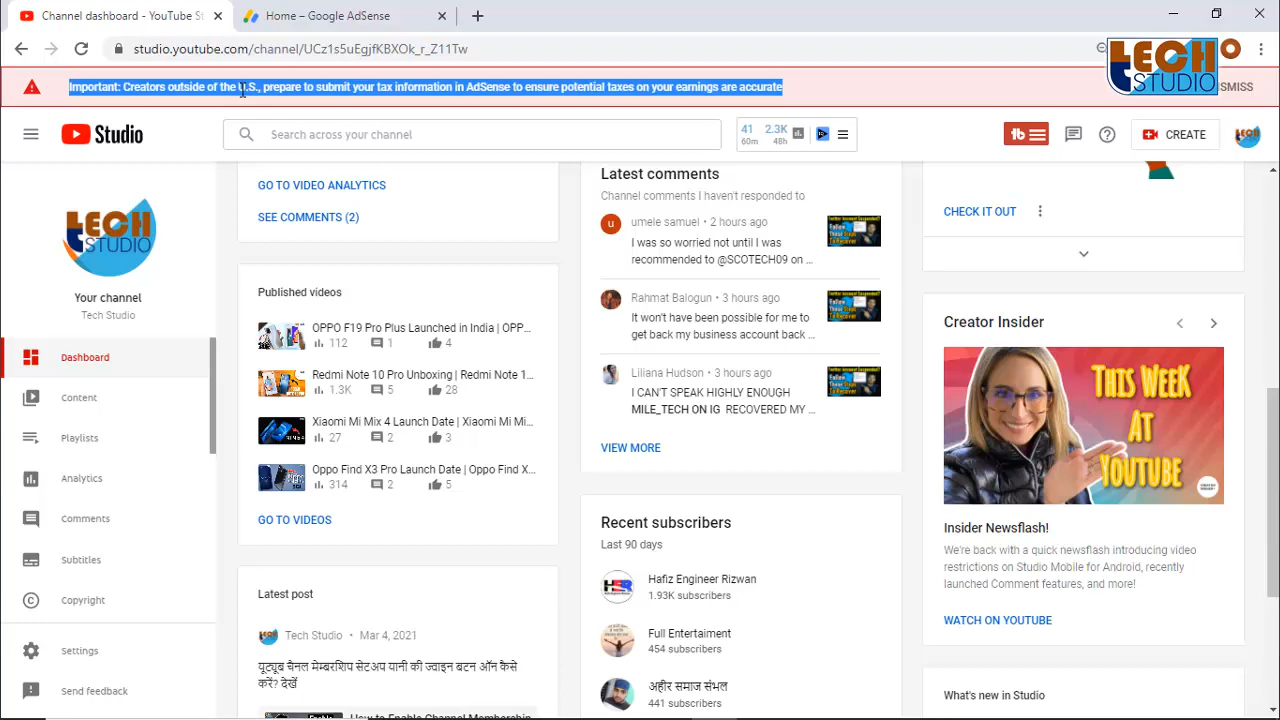 Channel dashboard - YouTube St
Home – Google AdSense
studio.youtube.com/channel/UCz1s5uEgjfKBXOk_r_Z11Tw
Important: Creators outside of the U.S., prepare to submit your tax information in AdSense to ensure potential taxes on your earnings are accurate
ISMISS
TECH STUDIO
Studio
Search across your channel
41 2.3K
60m 48h
CREATE
TECH
STUDIO
Your channel
Tech Studio
Dashboard
Content
Playlists
Analytics
Comments
Subtitles
Copyright
Settings
Send feedback
GO TO VIDEO ANALYTICS
SEE COMMENTS (2)
Published videos
OPPO F19 Pro Plus Launched in India | OPP...
112 1 4
Redmi Note 10 Pro Unboxing | Redmi Note 1...
1.3K 5 28
Xiaomi Mi Mix 4 Launch Date | Xiaomi Mi Mi...
27 2 3
Oppo Find X3 Pro Launch Date | Oppo Find X...
314 2 5
GO TO VIDEOS
Latest post
Tech Studio • Mar 4, 2021
यूट्यूब चैनल मेम्बरशिप सेटअप यानी की ज्वाइन बटन ऑन कैसे
करें? देखें
How to Enable Channel Membership
Latest comments
Channel comments I haven't responded to
umele samuel • 2 hours ago
I was so worried not until I was
recommended to @SCOTECH09 on ...
Rahmat Balogun • 3 hours ago
It won't have been possible for me to
get back my business account back ...
Liliana Hudson • 3 hours ago
I CAN'T SPEAK HIGHLY ENOUGH
MILE_TECH ON IG RECOVERED MY ...
VIEW MORE
Recent subscribers
Last 90 days
Hafiz Engineer Rizwan
1.93K subscribers
Full Entertaiment
454 subscribers
अहीर समाज संभल
441 subscribers
CHECK IT OUT
Creator Insider
THIS WEEK
AT
YOUTUBE
Insider Newsflash!
We're back with a quick newsflash introducing video
restrictions on Studio Mobile for Android, recently
launched Comment features, and more!
WATCH ON YOUTUBE
What's new in Studio